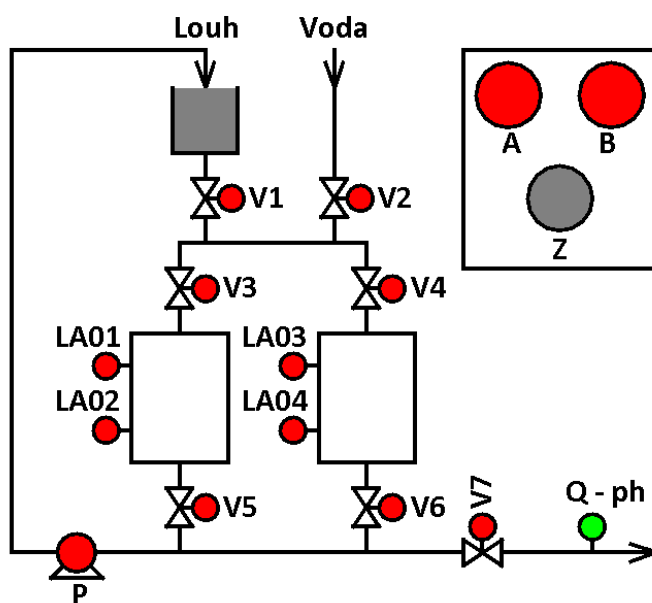 Louh Voda
A B
V1 V2
Z
V3 V4
LA01 LA03
LA02 LA04
V5 V6 V7 Q - ph
P